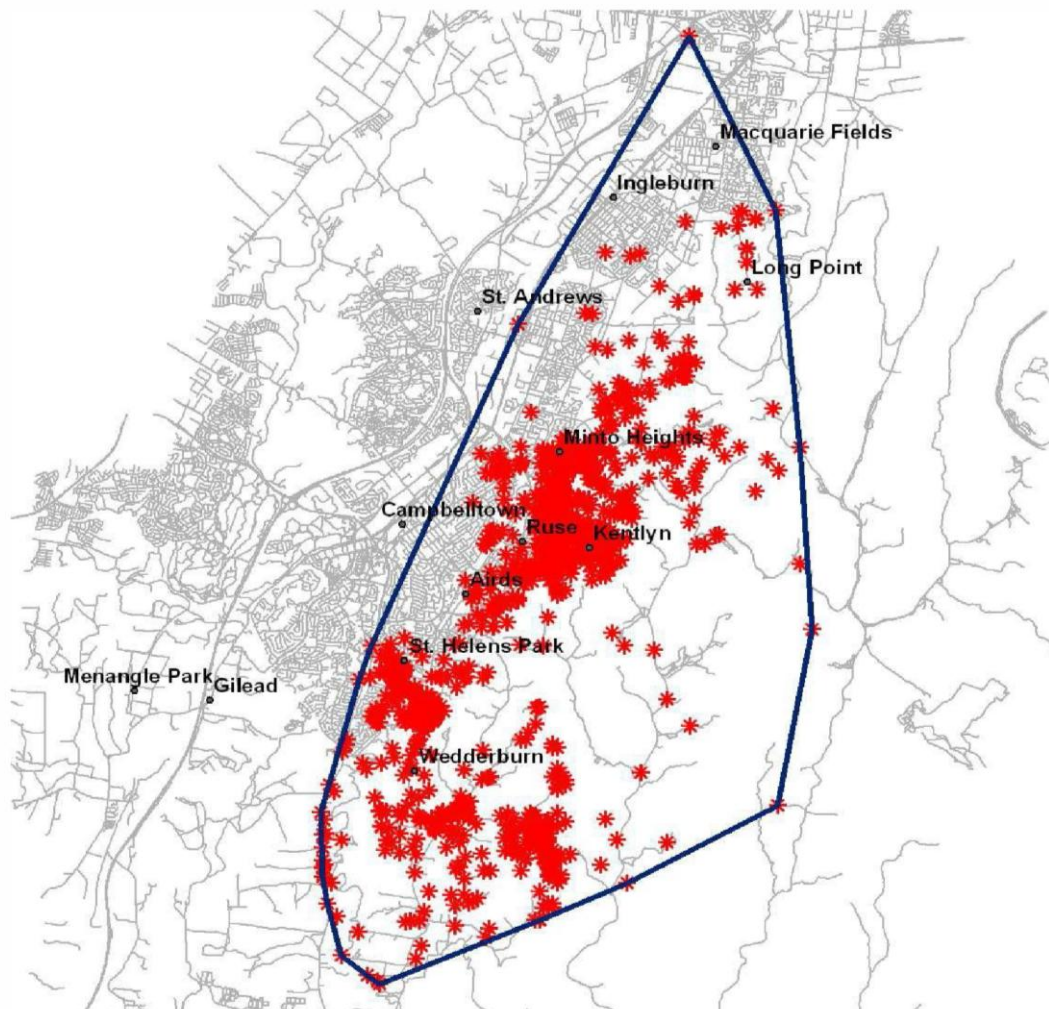 Macquarie Fields
Ingleburn
Long Point
St. Andrews
Minto Heights
Campbelltown
Ruse
Kentlyn
Airds
St. Helens Park
Menangle Park
Gilead
Wedderburn